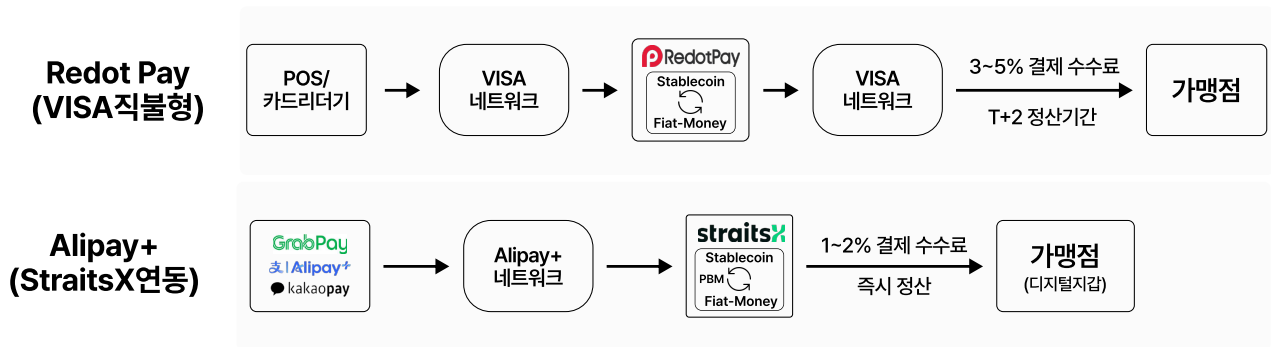 Redot Pay
(VISA직불형)
POS/
카드리더기
VISA
네트워크
RedotPay
Stablecoin
Fiat-Money
VISA
네트워크
3~5% 결제 수수료
T+2 정산기간
가맹점
Alipay+
(StraitsX연동)
GrabPay
支 | Alipay+
kakaopay
Alipay+
네트워크
straitsX
Stablecoin
PBM
Fiat-Money
1~2% 결제 수수료
즉시 정산
가맹점
(디지털지갑)